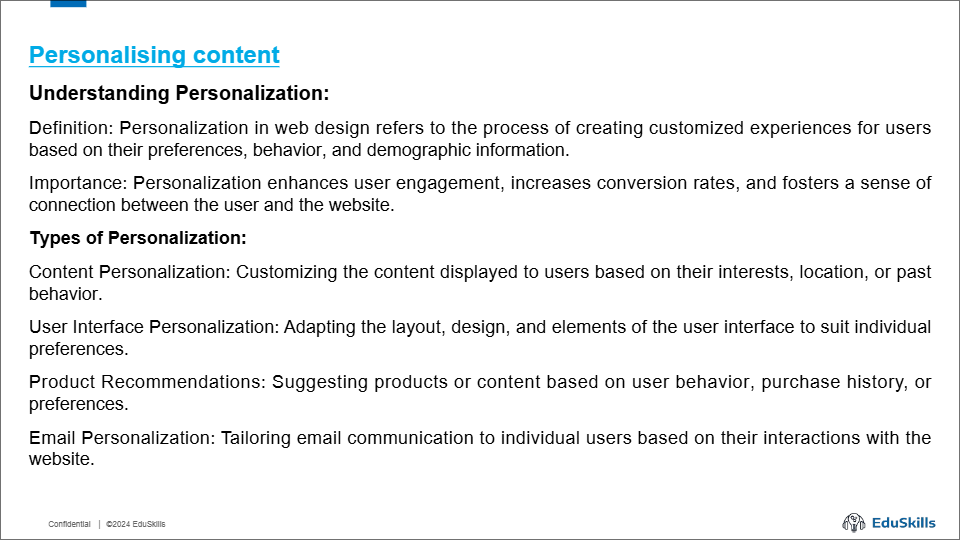 Personalising content
Understanding Personalization:
Definition: Personalization in web design refers to the process of creating customized experiences for users
based on their preferences, behavior, and demographic information.
Importance: Personalization enhances user engagement, increases conversion rates, and fosters a sense of
connection between the user and the website.
Types of Personalization:
Content Personalization: Customizing the content displayed to users based on their interests, location, or past
behavior.
User Interface Personalization: Adapting the layout, design, and elements of the user interface to suit individual
preferences.
Product Recommendations: Suggesting products or content based on user behavior, purchase history, or
preferences.
Email Personalization: Tailoring email communication to individual users based on their interactions with the
website.
Confidential | ©2024 EduSkills
EduSkills